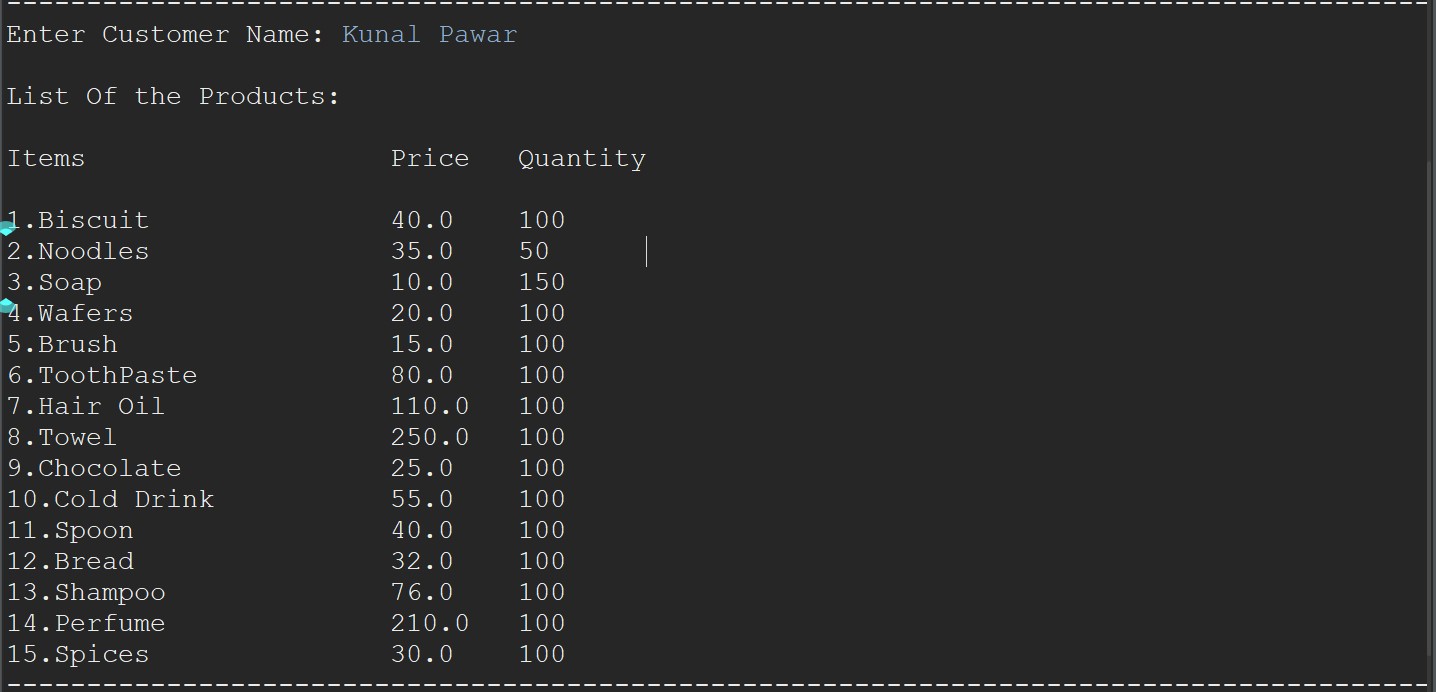 Enter Customer Name: Kunal Pawar
List Of the Products:
Items Price Quantity
1.Biscuit 40.0 100
2.Noodles 35.0 50
3.Soap 10.0 150
4.Wafers 20.0 100
5.Brush 15.0 100
6.ToothPaste 80.0 100
7.Hair Oil 110.0 100
8.Towel 250.0 100
9.Chocolate 25.0 100
10.Cold Drink 55.0 100
11.Spoon 40.0 100
12.Bread 32.0 100
13.Shampoo 76.0 100
14.Perfume 210.0 100
15.Spices 30.0 100